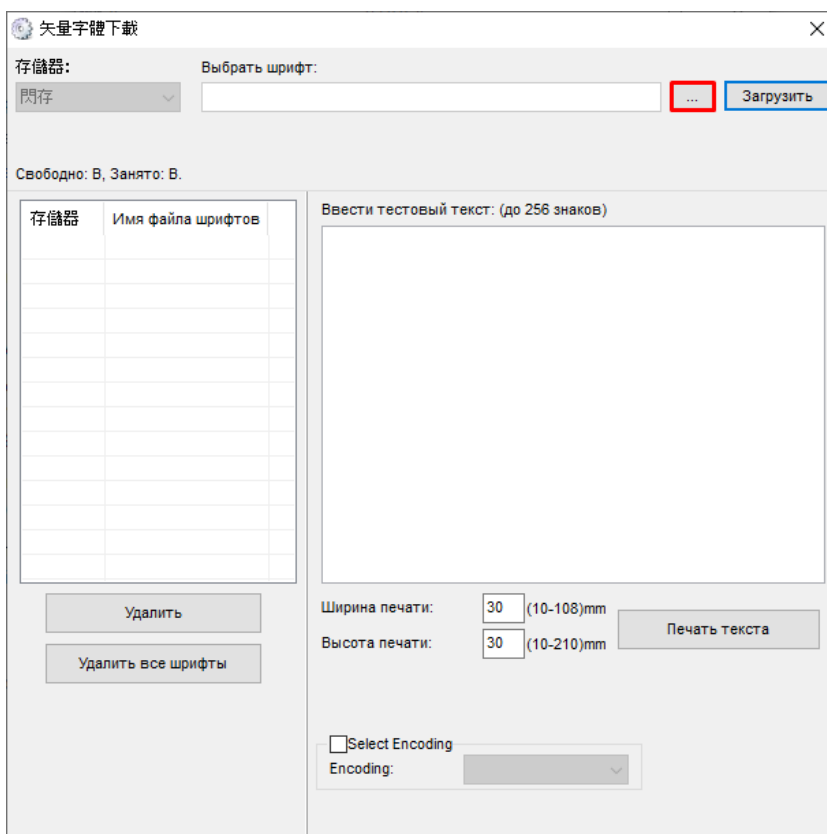 矢量字體下載
存儲器:
Выбрать шрифт:
閃存
...
Загрузить
Свободно: B, Занято: B.
存儲器
Имя файла шрифтов
Ввести тестовый текст: (до 256 знаков)
Удалить
Удалить все шрифты
Ширина печати:
30
(10-108)mm
Высота печати:
30
(10-210)mm
Печать текста
Select Encoding
Encoding: